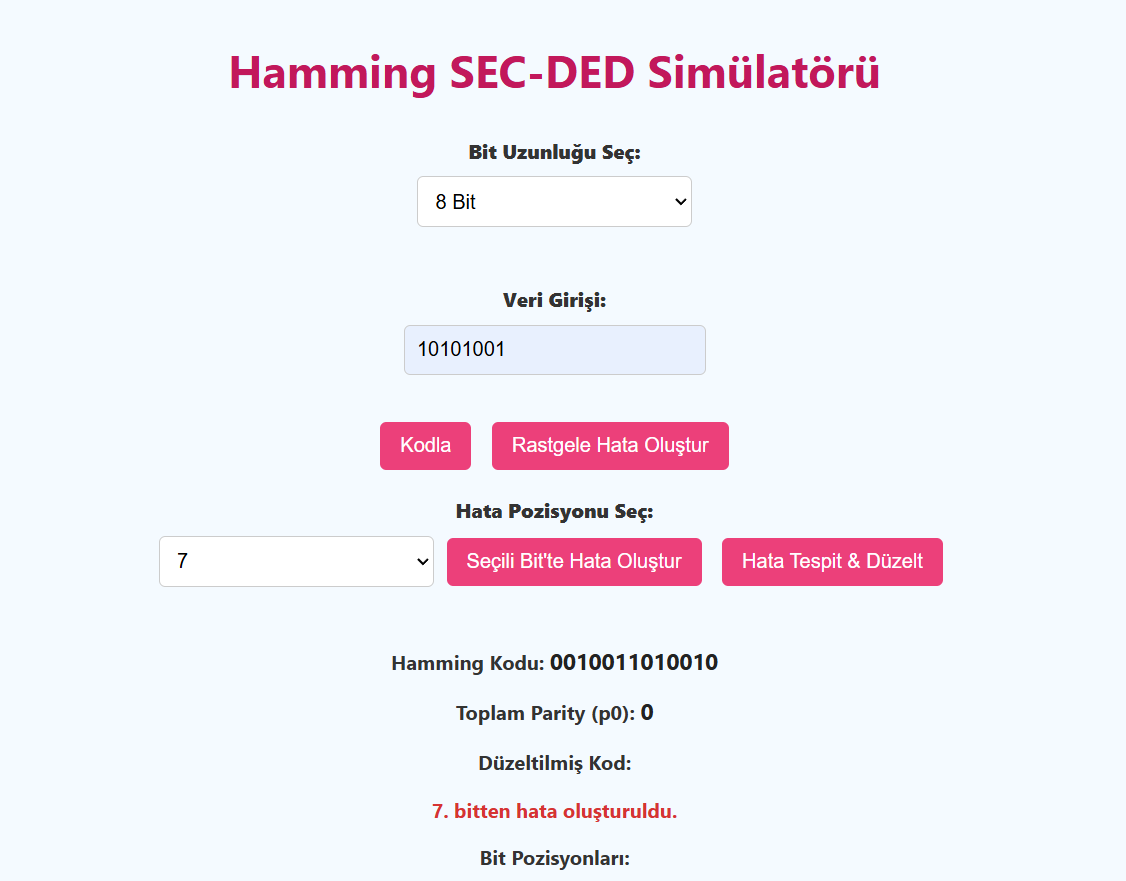 Hamming SEC-DED Simülatörü
Bit Uzunluğu Seç:
8 Bit
Veri Girişi:
10101001
Kodla Rastgele Hata Oluştur
Hata Pozisyonu Seç:
7 Seçili Bit'te Hata Oluştur Hata Tespit & Düzelt
Hamming Kodu: 0010011010010
Toplam Parity (p0): 0
Düzeltilmiş Kod:
7. bitten hata oluşturuldu.
Bit Pozisyonları: